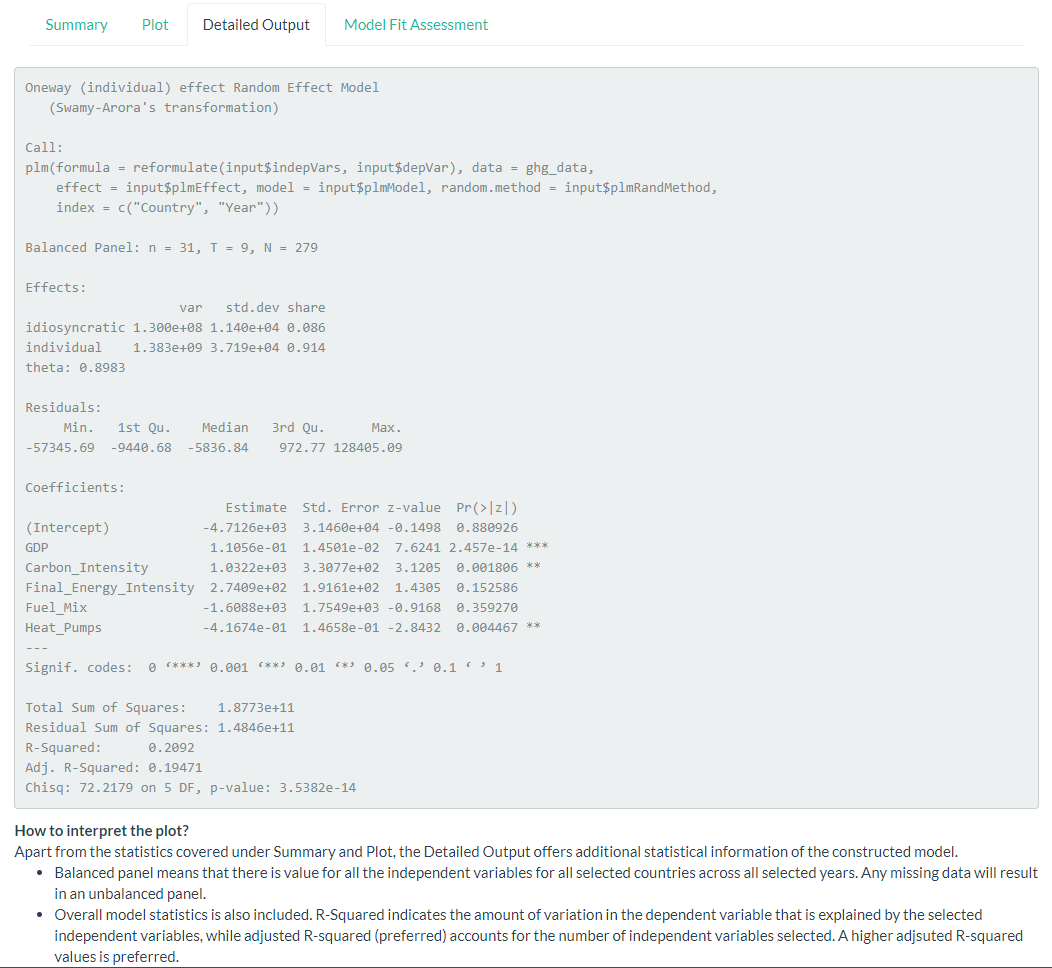 Summary Plot Detailed Output Model Fit Assessment
Oneway (individual) effect Random Effect Model
(Swamy-Arora's transformation)
Call:
plm(formula = reformulate(input$indepVars, input$depVar), data = ghg_data,
effect = input$plmEffect, model = input$plmModel, random.method = input$plmRandMethod,
index = c("Country", "Year"))
Balanced Panel: n = 31, T = 9, N = 279
Effects:
var std.dev share
idiosyncratic 1.300e+08 1.140e+04 0.086
individual 1.383e+09 3.719e+04 0.914
theta: 0.8983
Residuals:
Min. 1st Qu. Median 3rd Qu. Max.
-57345.69 -9440.68 -5836.84 972.77 128405.09
Coefficients:
Estimate Std. Error z-value Pr(>|z|)
(Intercept) -4.7126e+03 3.1460e+04 -0.1498 0.880926
GDP 1.1056e-01 1.4501e-02 7.6241 2.457e-14 ***
Carbon_Intensity 1.0322e+03 3.3077e+02 3.1205 0.001806 **
Final_Energy_Intensity 2.7409e+02 1.9161e+02 1.4305 0.152586
Fuel_Mix -1.6088e+03 1.7549e+03 -0.9168 0.359270
Heat_Pumps -4.1674e-01 1.4658e-01 -2.8432 0.004467 **
---
Signif. codes: 0 ‘***’ 0.001 ‘**’ 0.01 ‘*’ 0.05 ‘.’ 0.1 ‘ ’ 1
Total Sum of Squares: 1.8773e+11
Residual Sum of Squares: 1.4846e+11
R-Squared: 0.2092
Adj. R-Squared: 0.19471
Chisq: 72.2179 on 5 DF, p-value: 3.5382e-14
How to interpret the plot?
Apart from the statistics covered under Summary and Plot, the Detailed Output offers additional statistical information of the constructed model.
• Balanced panel means that there is value for all the independent variables for all selected countries across all selected years. Any missing data will result
in an unbalanced panel.
• Overall model statistics is also included. R-Squared indicates the amount of variation in the dependent variable that is explained by the selected
independent variables, while adjusted R-squared (preferred) accounts for the number of independent variables selected. A higher adjsuted R-squared
values is preferred.